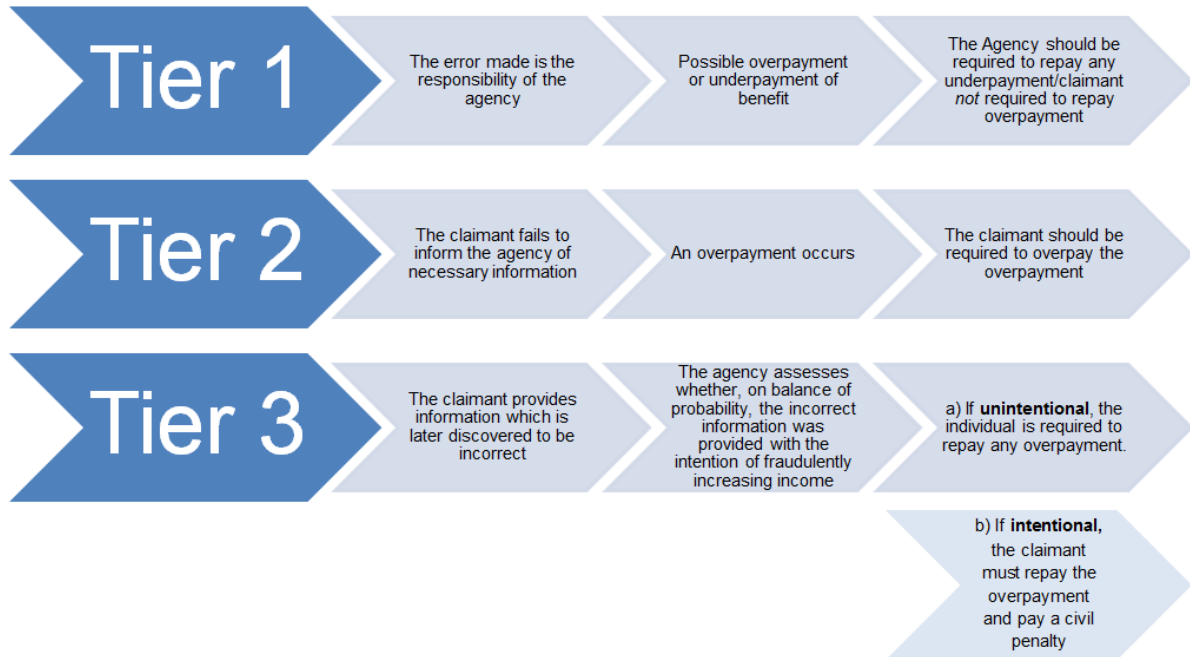 Tier 1
The error made is the
responsibility of the
agency
Possible overpayment
or underpayment of
benefit
The Agency should be
required to repay any
underpayment/claimant
not required to repay
overpayment
Tier 2
The claimant fails to
inform the agency of
necessary information
An overpayment occurs
The claimant should be
required to overpay the
overpayment
Tier 3
The claimant provides
information which is
later discovered to be
incorrect
The agency assesses
whether, on balance of
probability, the incorrect
information was
provided with the
intention of fraudulently
increasing income
a) If unintentional, the
individual is required to
repay any overpayment.
b) If intentional,
the claimant
must repay the
overpayment
and pay a civil
penalty